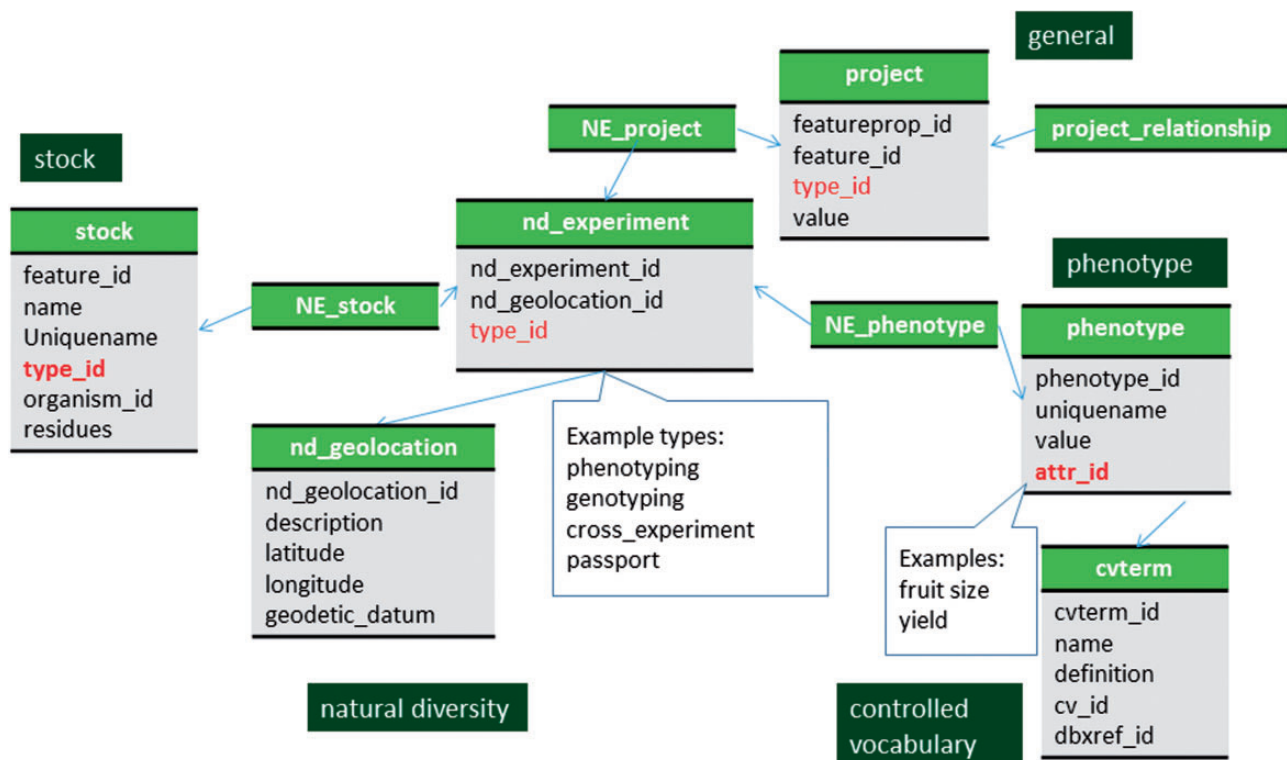 general
project
featureprop_id
feature_id
type_id
value
NE_project
project_relationship
stock
stock
feature_id
name
Uniquename
type_id
organism_id
residues
NE_stock
nd_experiment
nd_experiment_id
nd_geolocation_id
type_id
phenotype
NE_phenotype
phenotype
phenotype_id
uniquename
value
attr_id
nd_geolocation
nd_geolocation_id
description
latitude
longitude
geodetic_datum
Example types:
phenotyping
genotyping
cross_experiment
passport
Examples:
fruit size
yield
cvterm
cvterm_id
name
definition
cv_id
dbxref_id
natural diversity
controlled
vocabulary